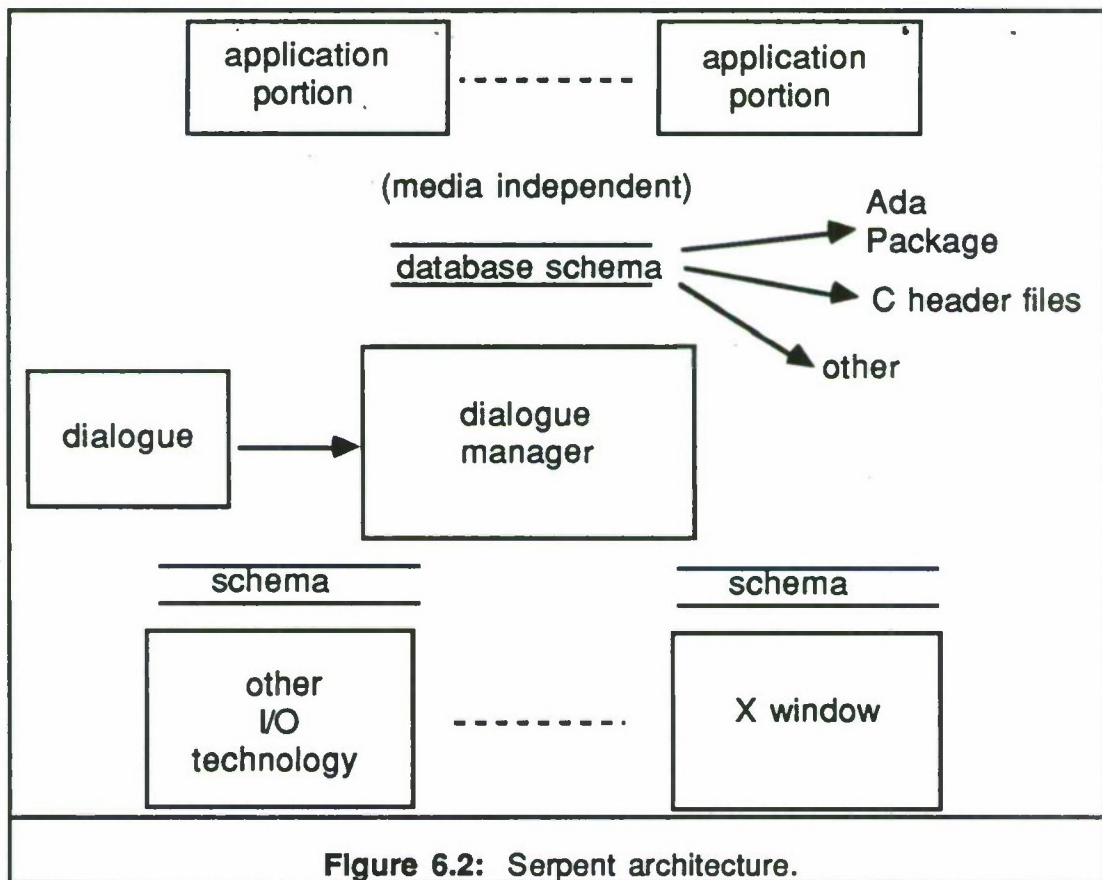 application
portion
application
portion
(media independent)
database schema
Ada
Package
C header files
other
dialogue
dialogue
manager
schema
schema
other
I/O
technology
X window
Figure 6.2: Serpent architecture.